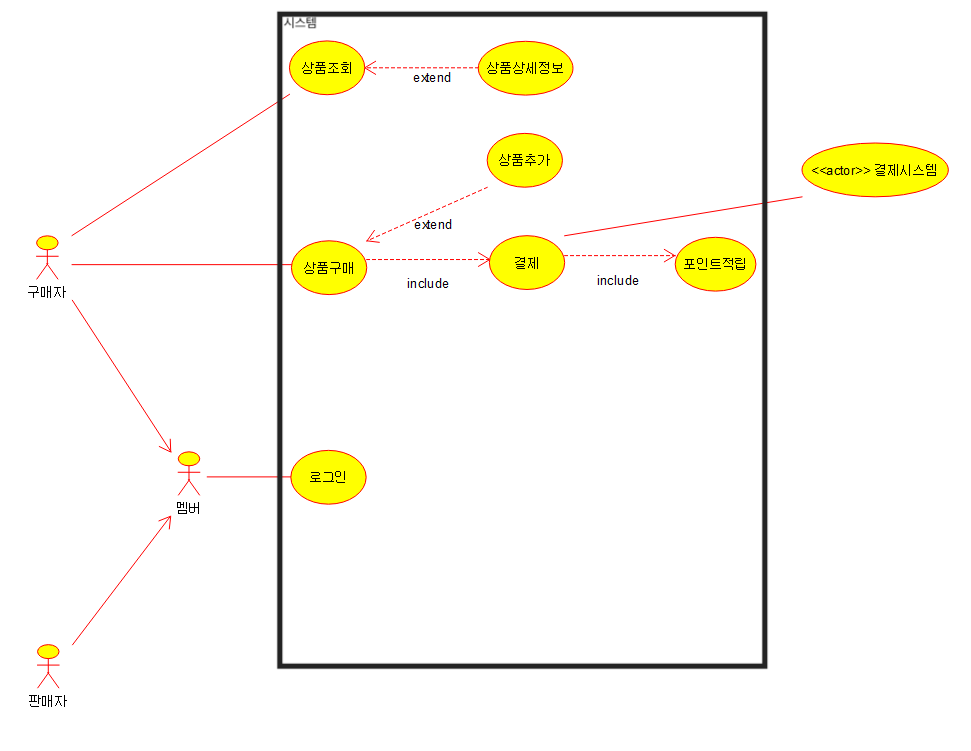 시스템
상품조회
extend
상품상세정보
상품추가
<<actor>> 결제시스템
extend
구매자
상품구매
include
결제
include
포인트적립
멤버
로그인
판매자